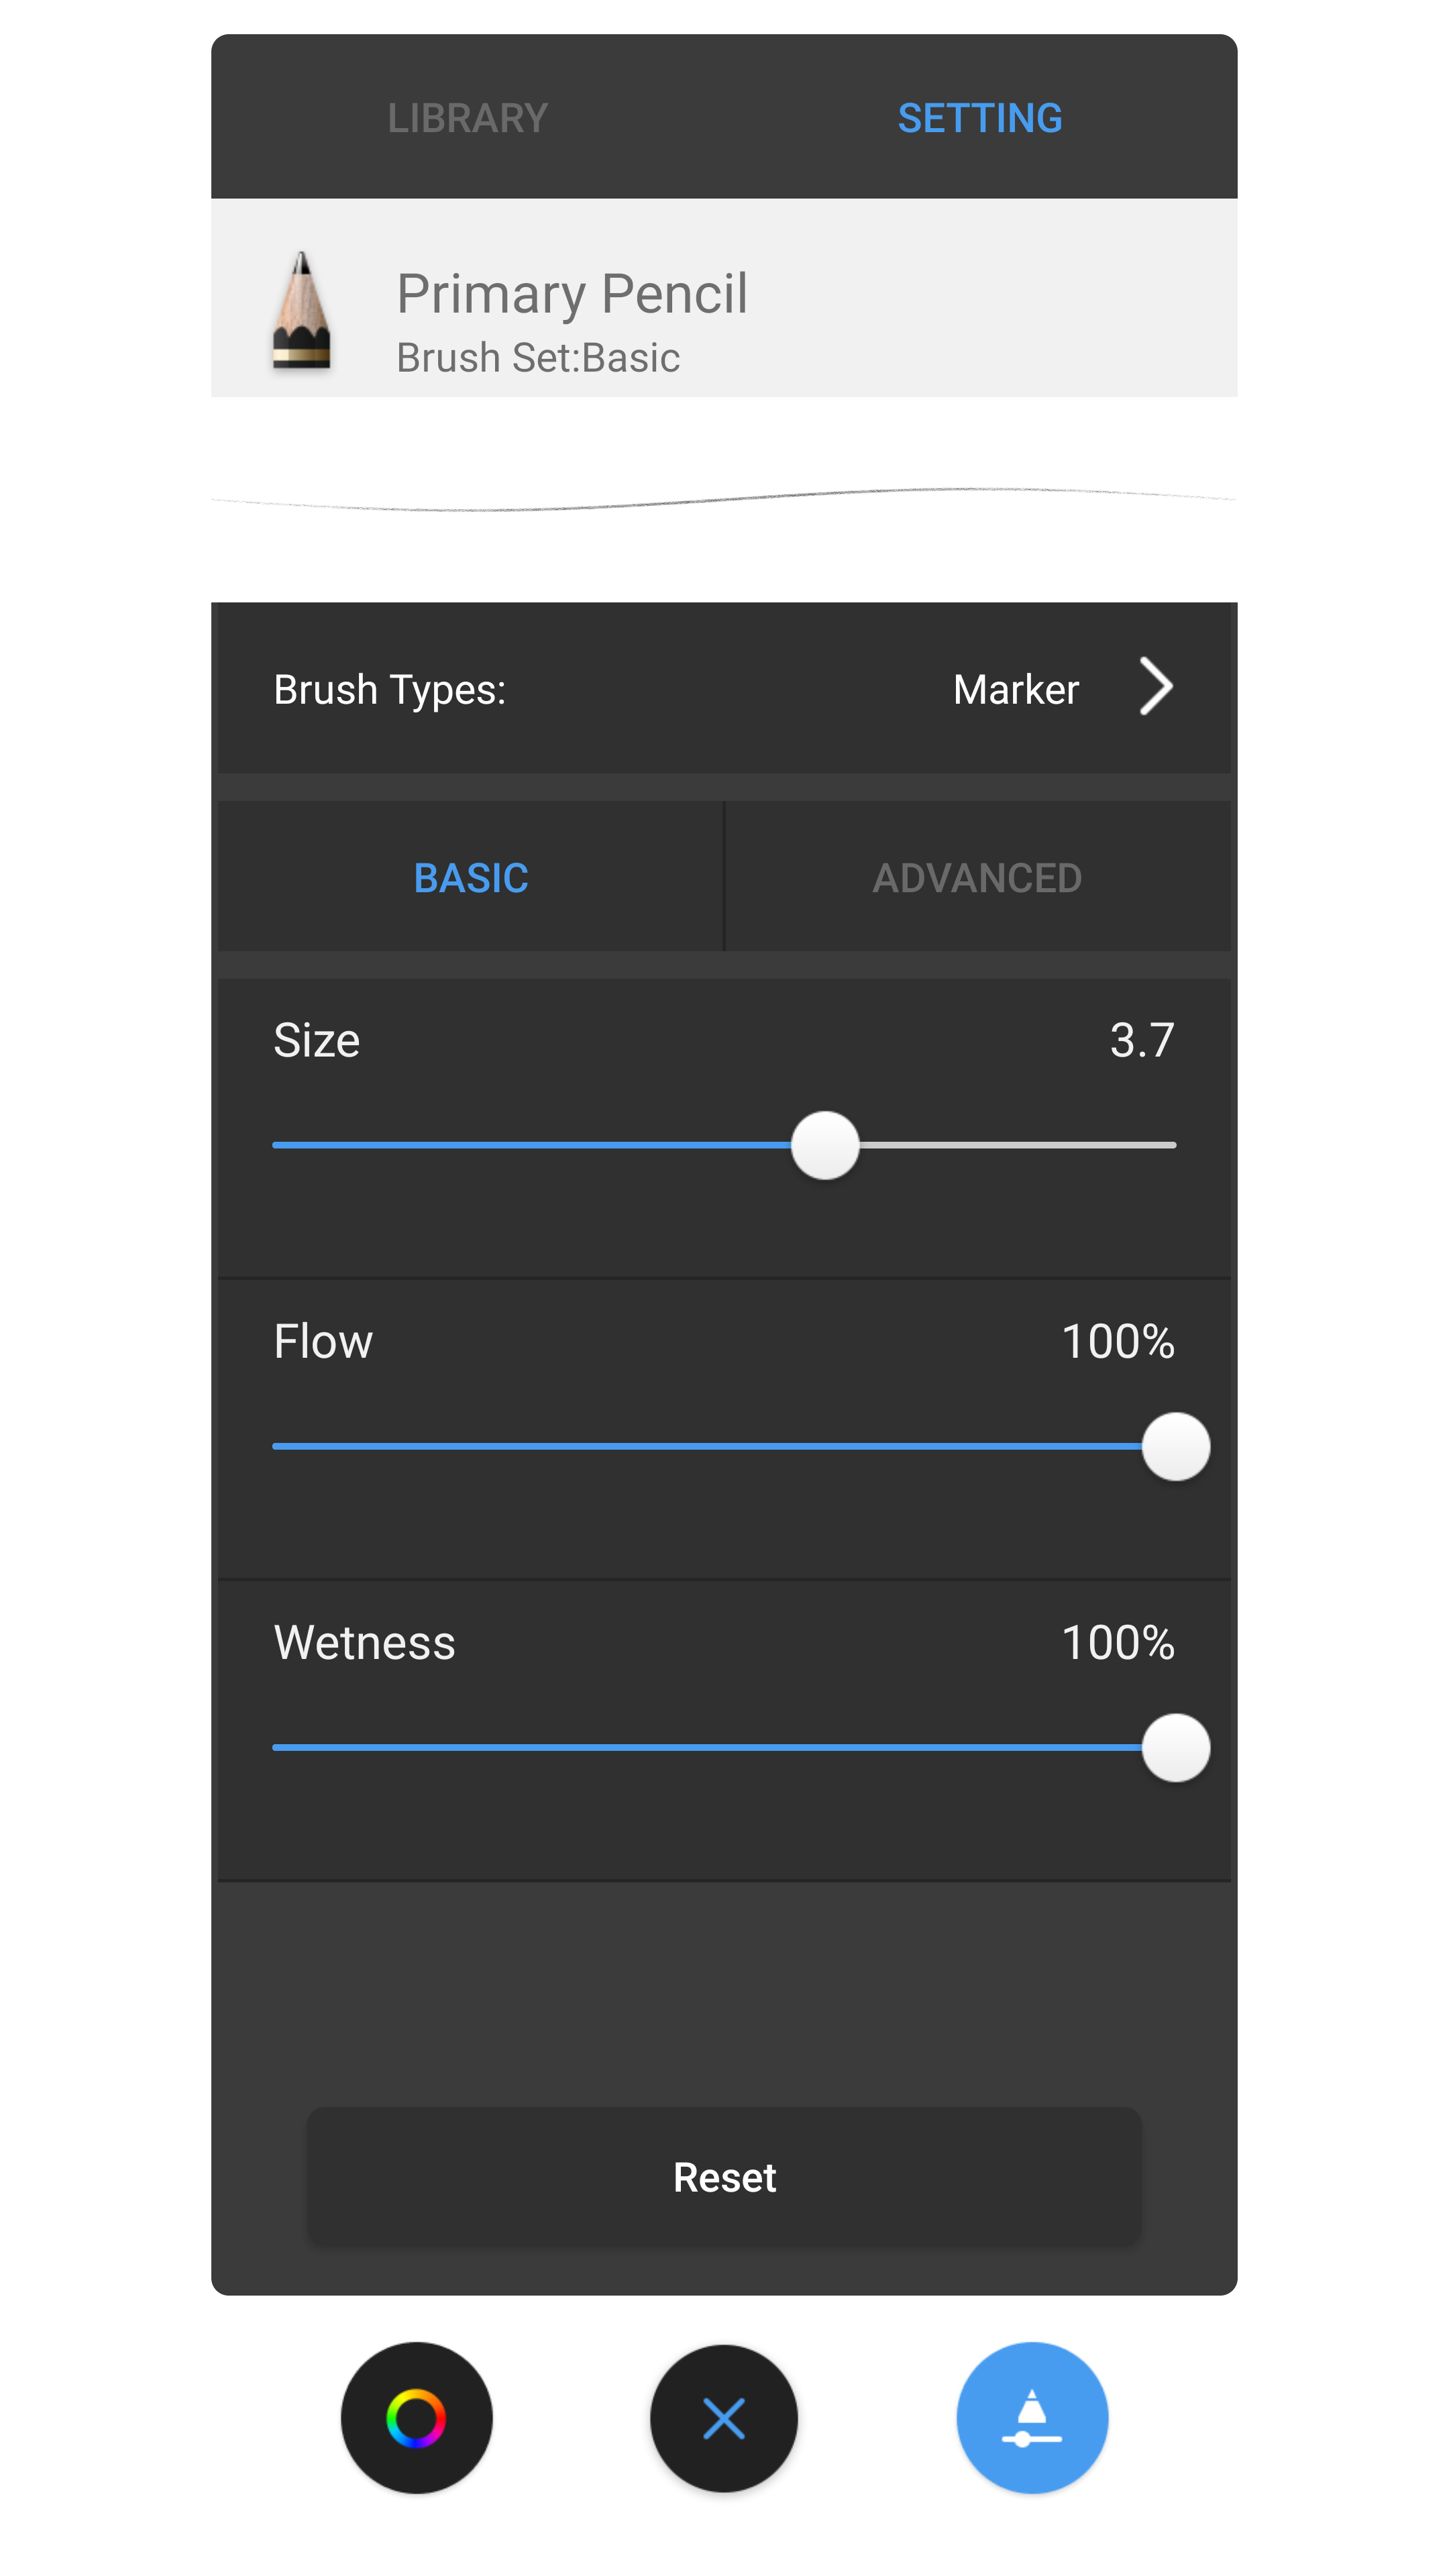 LIBRARY SETTING
Primary Pencil
Brush Set:Basic
Brush Types: Marker
BASIC ADVANCED
Size 3.7
Flow 100%
Wetness 100%
Reset